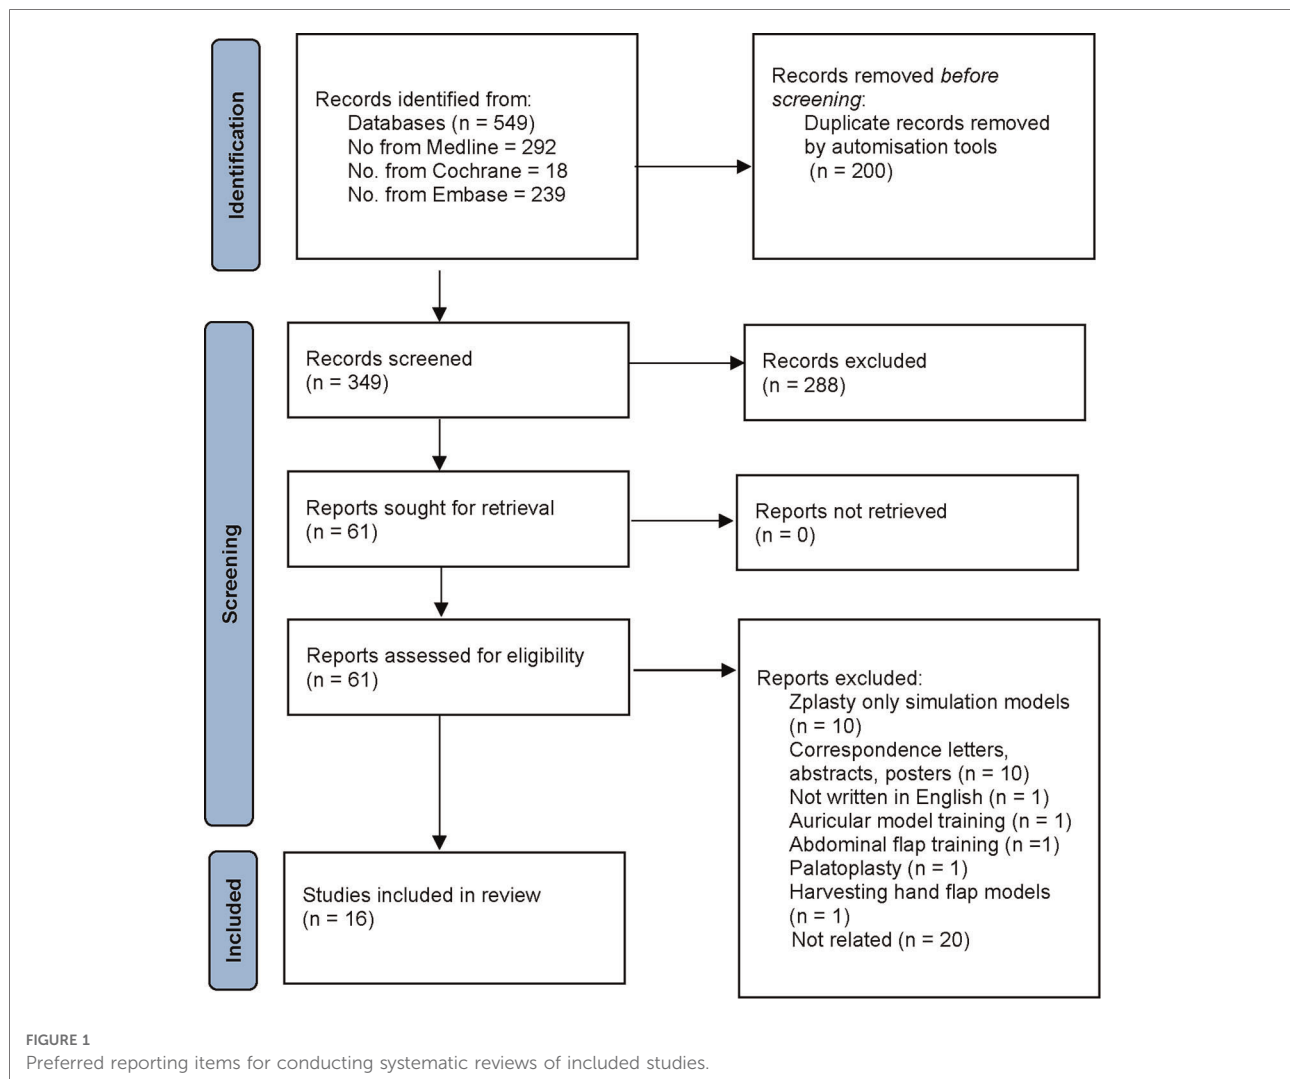 Identification
Records identified from:
Databases (n = 549)
No from Medline = 292
No. from Cochrane = 18
No. from Embase = 239
Records removed before
screening:
Duplicate records removed
by automisation tools
(n = 200)
Screening
Records screened
(n = 349)
Records excluded
(n = 288)
Reports sought for retrieval
(n = 61)
Reports not retrieved
(n = 0)
Reports assessed for eligibility
(n = 61)
Reports excluded:
Zplasty only simulation models
(n = 10)
Correspondence letters,
abstracts, posters (n = 10)
Not written in English (n = 1)
Auricular model training (n = 1)
Abdominal flap training (n =1)
Palatoplasty (n = 1)
Harvesting hand flap models
(n = 1)
Not related (n = 20)
Included
Studies included in review
(n = 16)
FIGURE 1
Preferred reporting items for conducting systematic reviews of included studies.